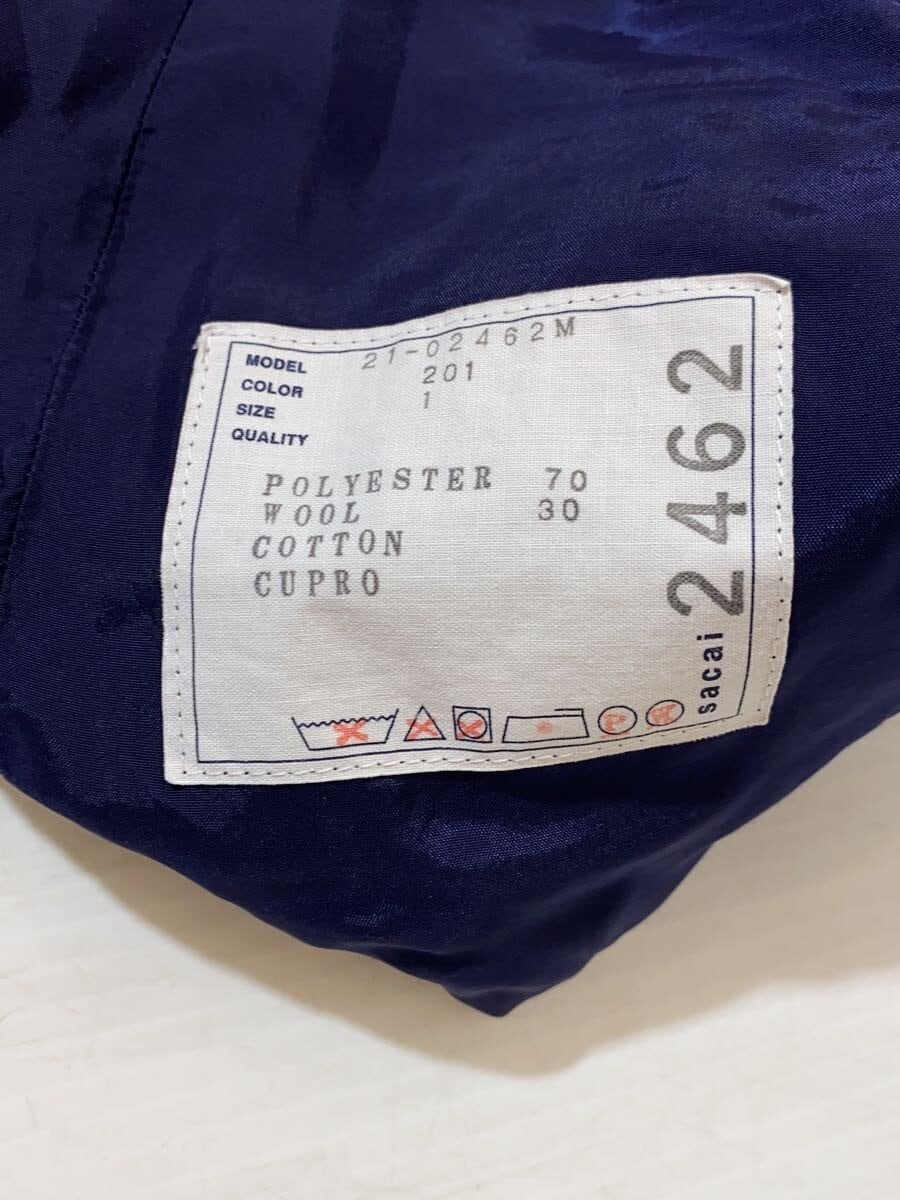 MODEL 21-02462M
COLOR 201
SIZE 1
QUALITY
POLYESTER 70
WOOL 30
COTTON
CUPRO
sacai 2462
P